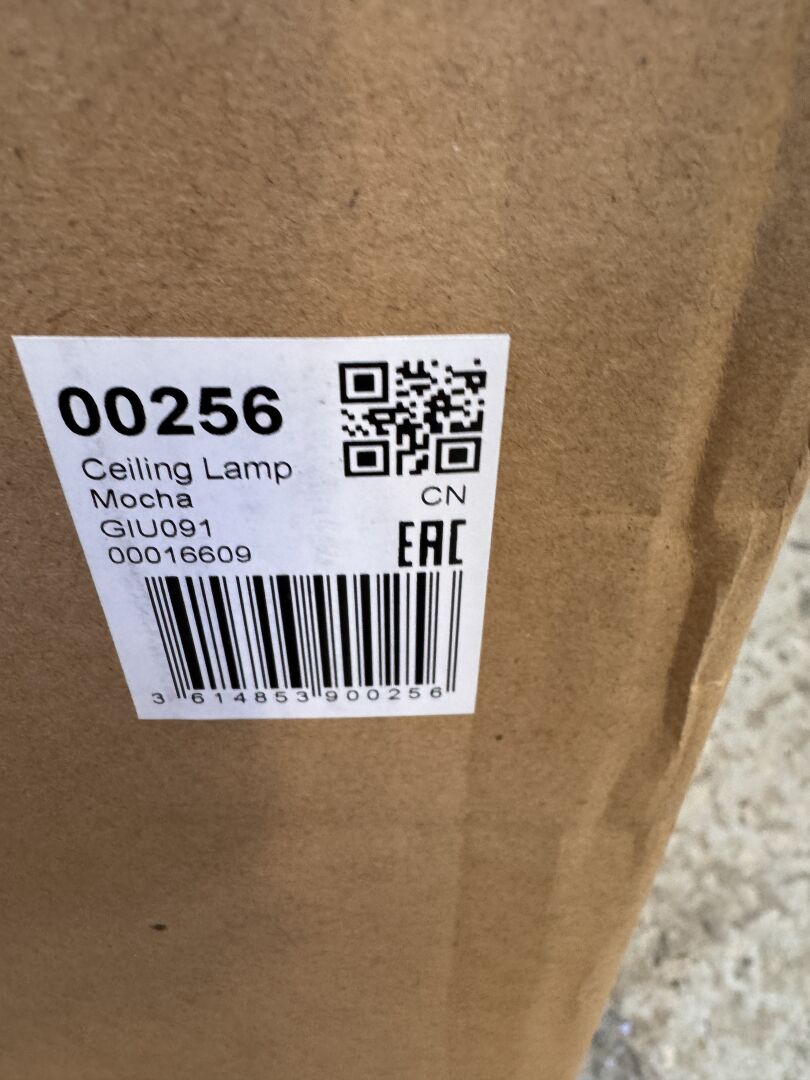 00256
Ceiling Lamp
Mocha
CN
GIU091
00016609
EAC
3 614853 900256